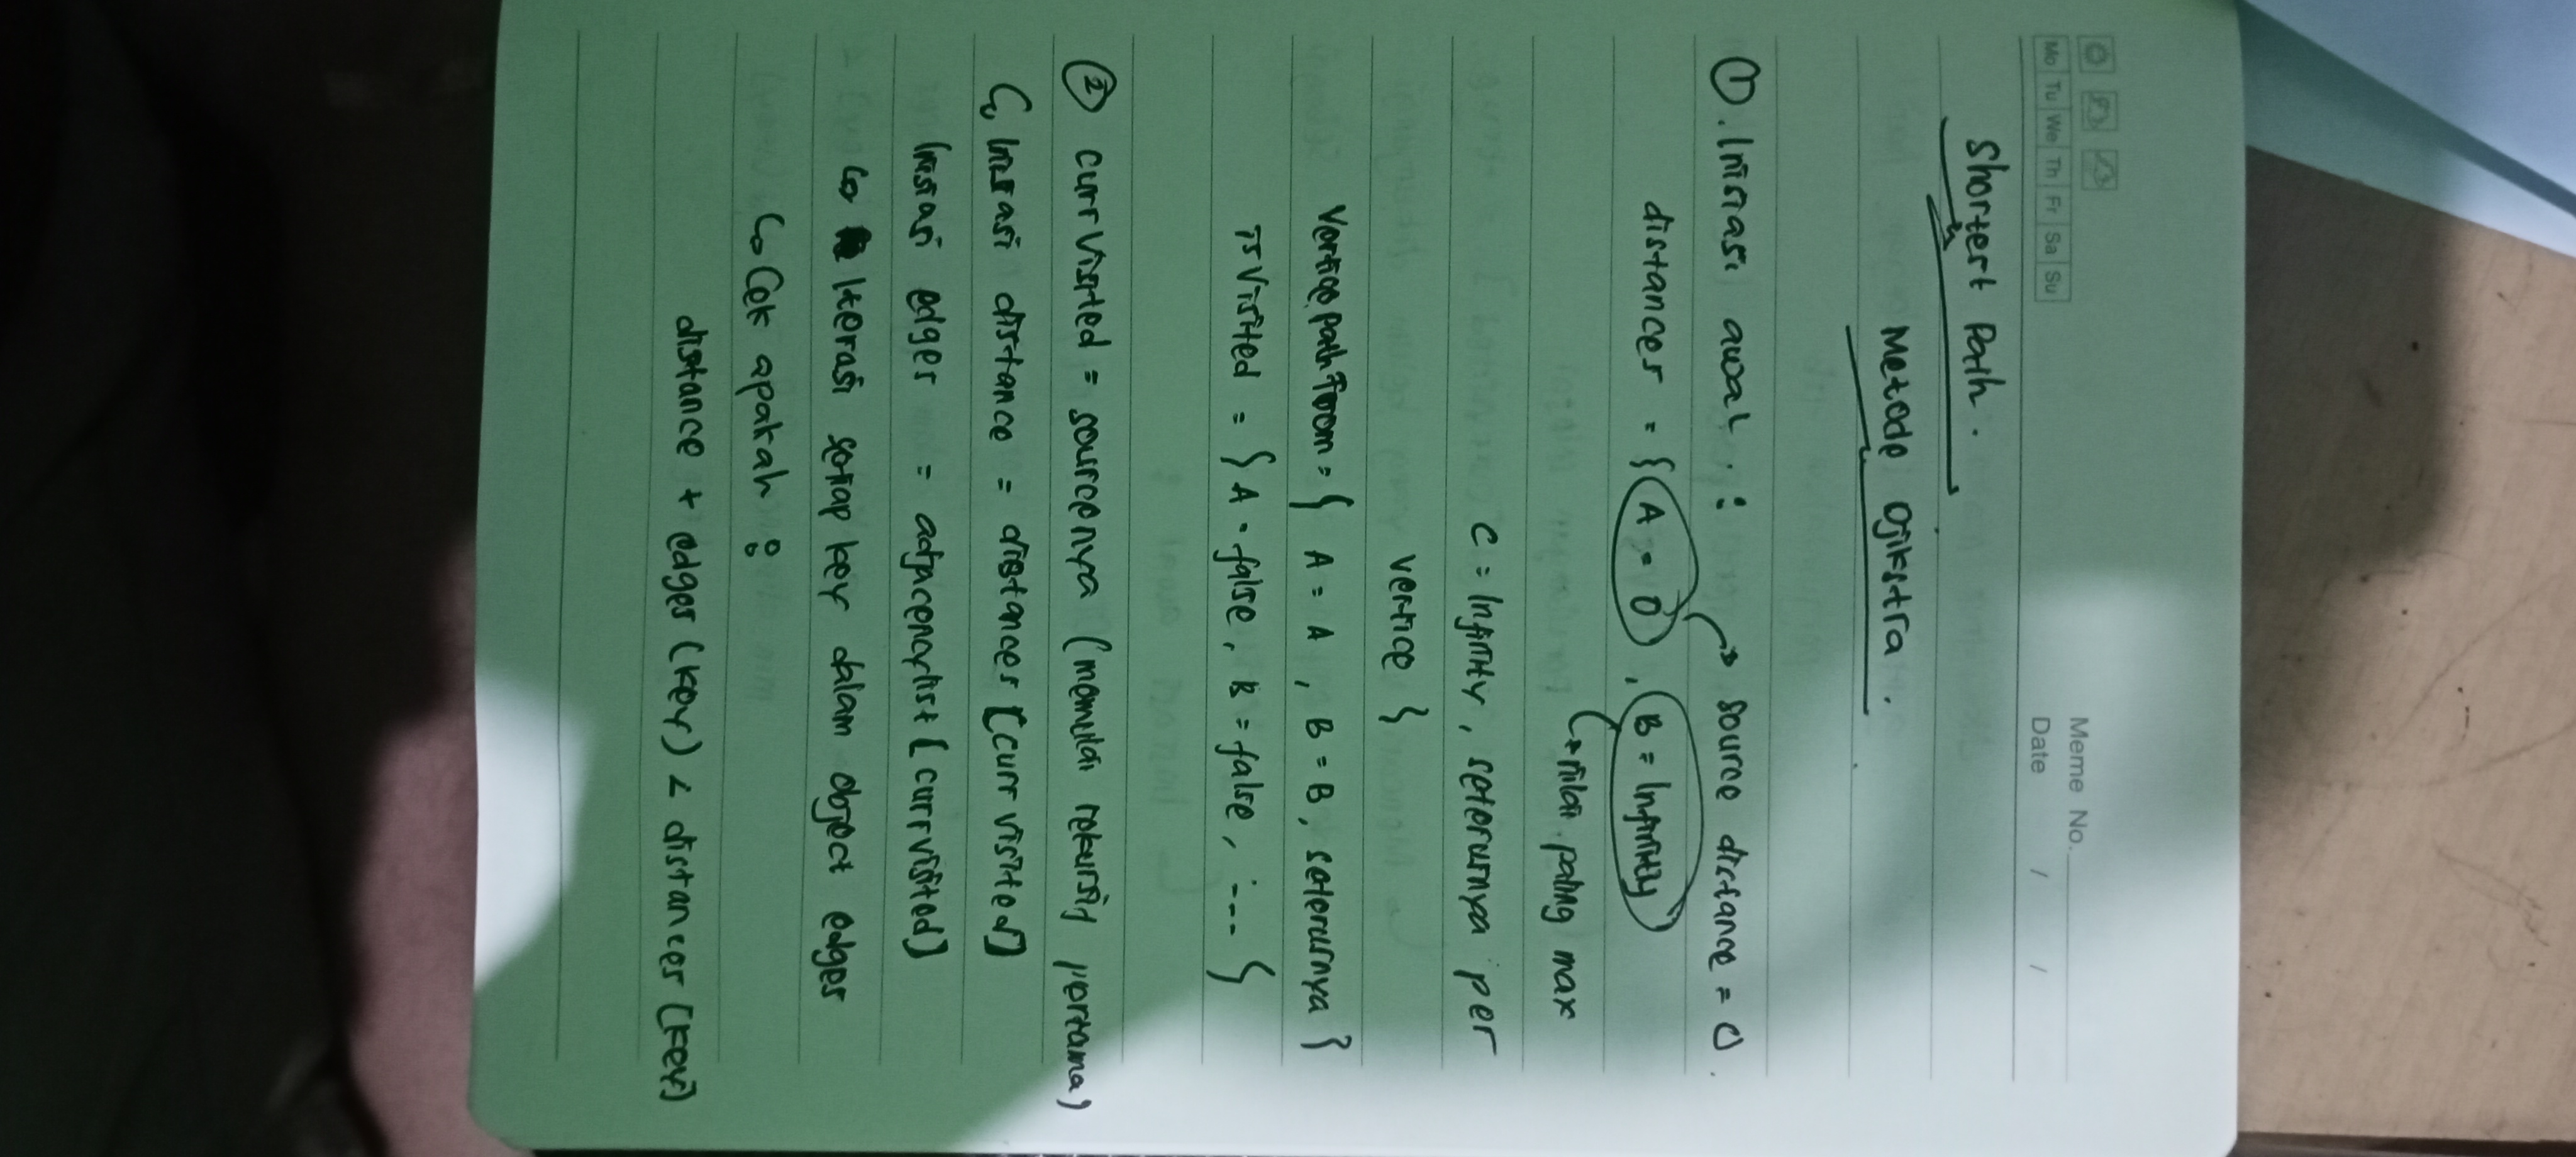 Meme No.
Mo Tu We Th Fr Sa Su
Date / /
Shortest Path.
Metode Djikstra.
① . Inisiasi awal :
source distance = 0.
distances = { A = 0 , B = Infinity
nilai paling max
C = Infinity, seterusnya per
vertice }
Vertice, pathFrom = { A = A , B = B, seterusnya }
isVisited = { A = false, B = false, ... }
② currVisited = sourcenya (memulai rekursif pertama)
Inisiasi distance = distances [currvisited]
Inisiasi edges = adjacencylist [currvisited]
Iterasi setiap key dalam object edges
Cek apakah :
distance + edges (key) < distances [key]